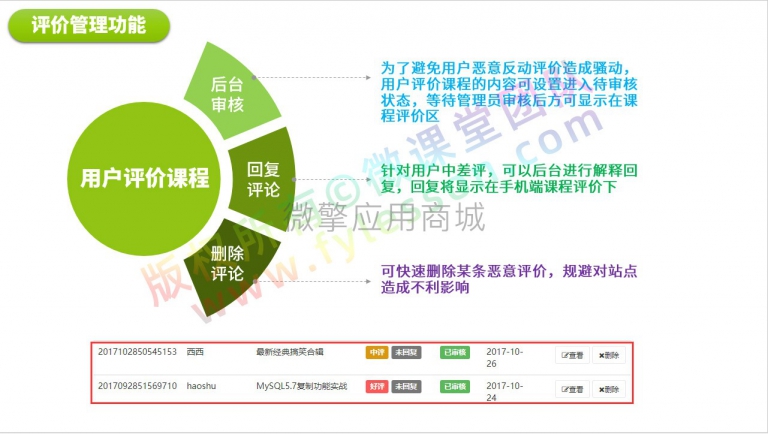 评价管理功能
后台
审核
为了避免用户恶意反动评价造成骚动,
用户评价课程的内容可设置进入待审核
状态，等待管理员审核后方可显示在课
程评价区
用户评价课程
回复
评论
针对用户中差评，可以后台进行解释回
复，回复将显示在手机端课程评价下
删除
评论
可快速删除某条恶意评价，规避对站点
造成不利影响
版权所有©微课堂团队
www.fylesson.com
微擎应用商城
2017102850545153 西西 最新经典搞笑合辑 中评 未回复 已审核 2017-10-26 查看 删除
2017092851569710 haoshu MySQL5.7复制功能实战 好评 未回复 已审核 2017-10-24 查看 删除